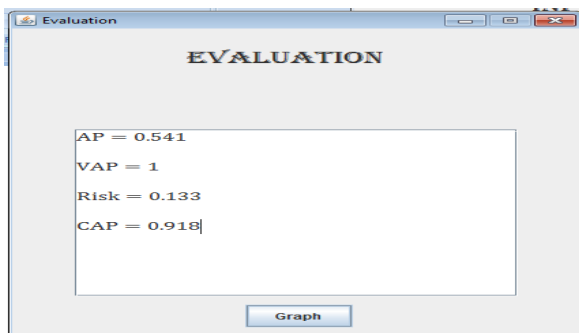 Evaluation
EVALUATION
AP = 0.541
VAP = 1
Risk = 0.133
CAP = 0.918
Graph